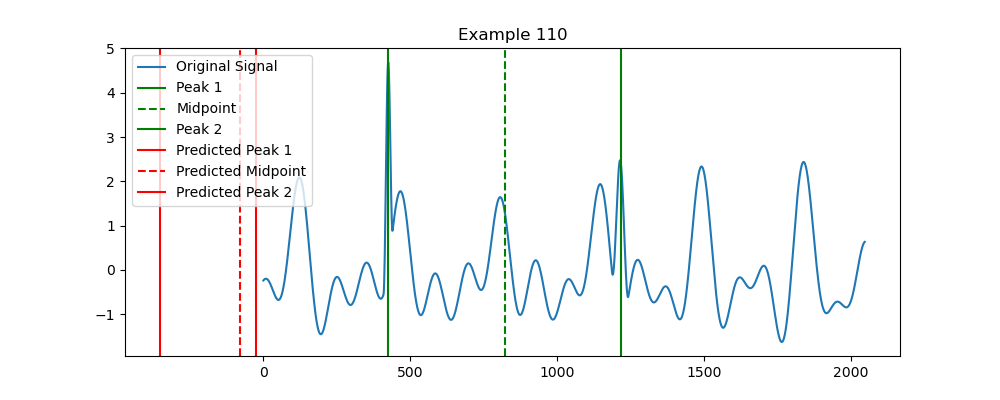 Example 110
Original Signal
Peak 1
Midpoint
Peak 2
Predicted Peak 1
Predicted Midpoint
Predicted Peak 2
5
4
3
2
1
0
−1
0 500 1000 1500 2000